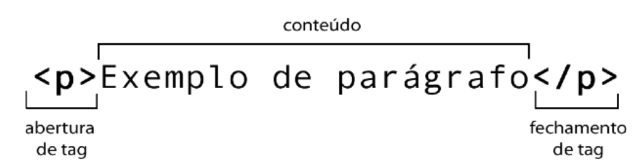 conteúdo
<p>Exemplo de parágrafo</p>
abertura
de tag
fechamento
de tag